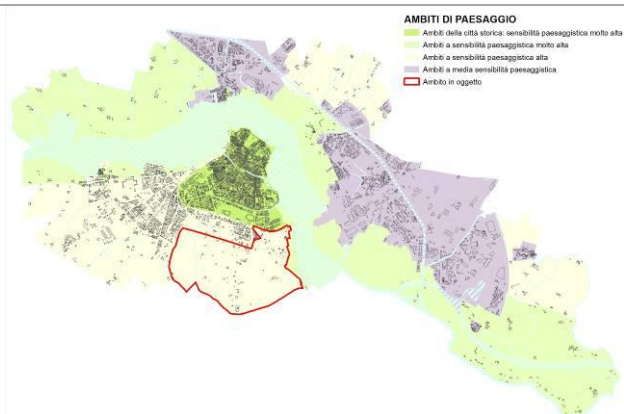 AMBITI DI PAESAGGIO
Ambiti della città storica: sensibilità paesaggistica molto alta
Ambiti a sensibilità paesaggistica molto alta
Ambiti a sensibilità paesaggistica alta
Ambiti a media sensibilità paesaggistica
Ambito in oggetto